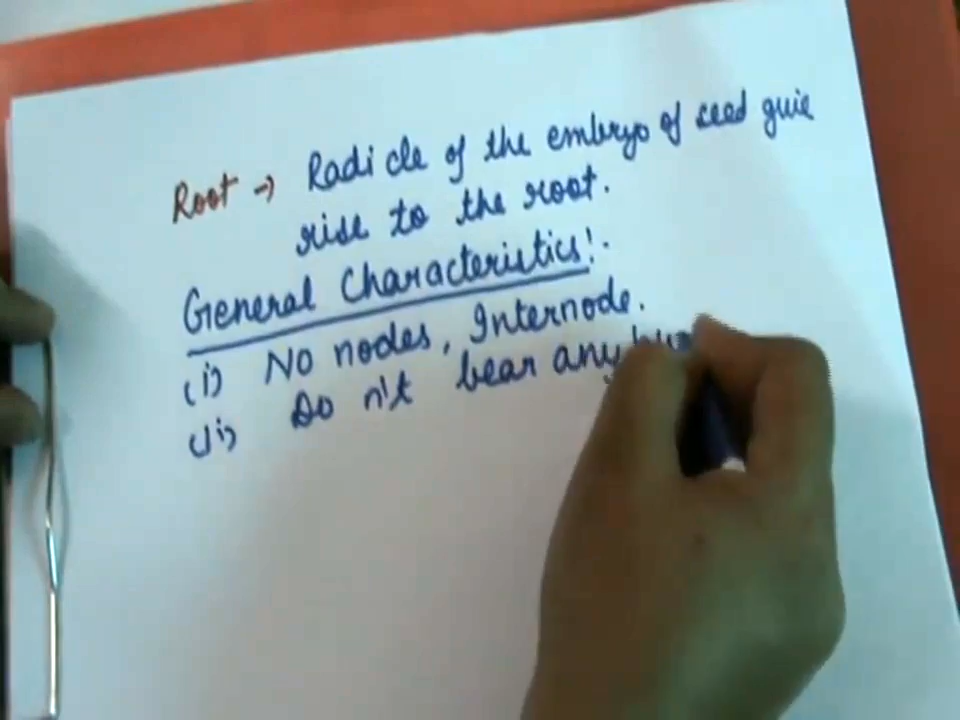 Root → Radicle of the embryo of seed give
rise to the root.
General Characteristics:
(i) No nodes, Internode.
(ii) Do n't bear any